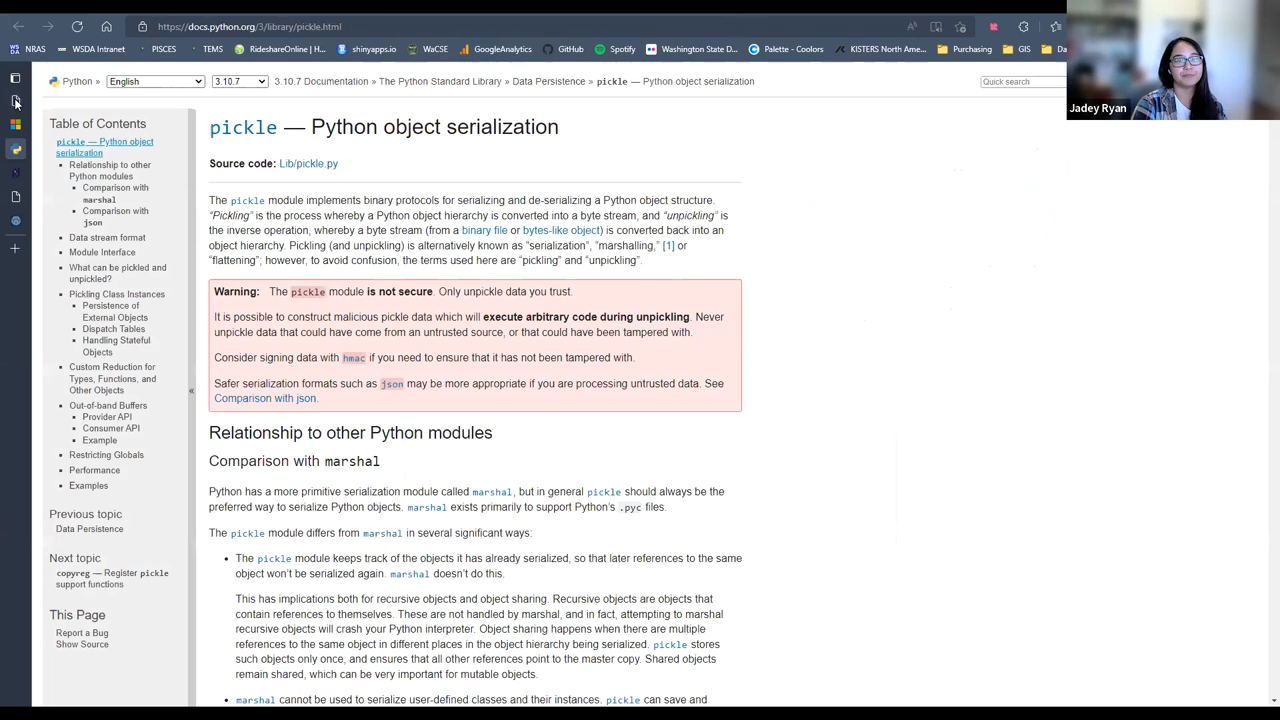 https://docs.python.org/3/library/pickle.html
NRAS WSDA Intranet PISCES TEMS RideshareOnline | H... shinyapps.io WaCSE GoogleAnalytics GitHub Spotify Washington State D... Palette - Coolors KISTERS North Ame... Purchasing GIS Da
Python » English 3.10.7 3.10.7 Documentation » The Python Standard Library » Data Persistence » pickle — Python object serialization Quick search
Jadey Ryan
Table of Contents
pickle — Python object
serialization
Relationship to other
Python modules
Comparison with
marshal
Comparison with
json
Data stream format
Module Interface
What can be pickled and
unpickled?
Pickling Class Instances
Persistence of
External Objects
Dispatch Tables
Handling Stateful
Objects
Custom Reduction for
Types, Functions, and
Other Objects
Out-of-band Buffers
Provider API
Consumer API
Example
Restricting Globals
Performance
Examples
Previous topic
Data Persistence
Next topic
copyreg — Register pickle
support functions
This Page
Report a Bug
Show Source
«
pickle — Python object serialization
Source code: Lib/pickle.py
The pickle module implements binary protocols for serializing and de-serializing a Python object structure.
“Pickling” is the process whereby a Python object hierarchy is converted into a byte stream, and “unpickling” is
the inverse operation, whereby a byte stream (from a binary file or bytes-like object) is converted back into an
object hierarchy. Pickling (and unpickling) is alternatively known as “serialization”, “marshalling,” [1] or
“flattening”; however, to avoid confusion, the terms used here are “pickling” and “unpickling”.
Warning: The pickle module is not secure. Only unpickle data you trust.
It is possible to construct malicious pickle data which will execute arbitrary code during unpickling. Never
unpickle data that could have come from an untrusted source, or that could have been tampered with.
Consider signing data with hmac if you need to ensure that it has not been tampered with.
Safer serialization formats such as json may be more appropriate if you are processing untrusted data. See
Comparison with json.
Relationship to other Python modules
Comparison with marshal
Python has a more primitive serialization module called marshal, but in general pickle should always be the
preferred way to serialize Python objects. marshal exists primarily to support Python’s .pyc files.
The pickle module differs from marshal in several significant ways:
• The pickle module keeps track of the objects it has already serialized, so that later references to the same
object won’t be serialized again. marshal doesn’t do this.
This has implications both for recursive objects and object sharing. Recursive objects are objects that
contain references to themselves. These are not handled by marshal, and in fact, attempting to marshal
recursive objects will crash your Python interpreter. Object sharing happens when there are multiple
references to the same object in different places in the object hierarchy being serialized. pickle stores
such objects only once, and ensures that all other references point to the master copy. Shared objects
remain shared, which can be very important for mutable objects.
• marshal cannot be used to serialize user-defined classes and their instances. pickle can save and